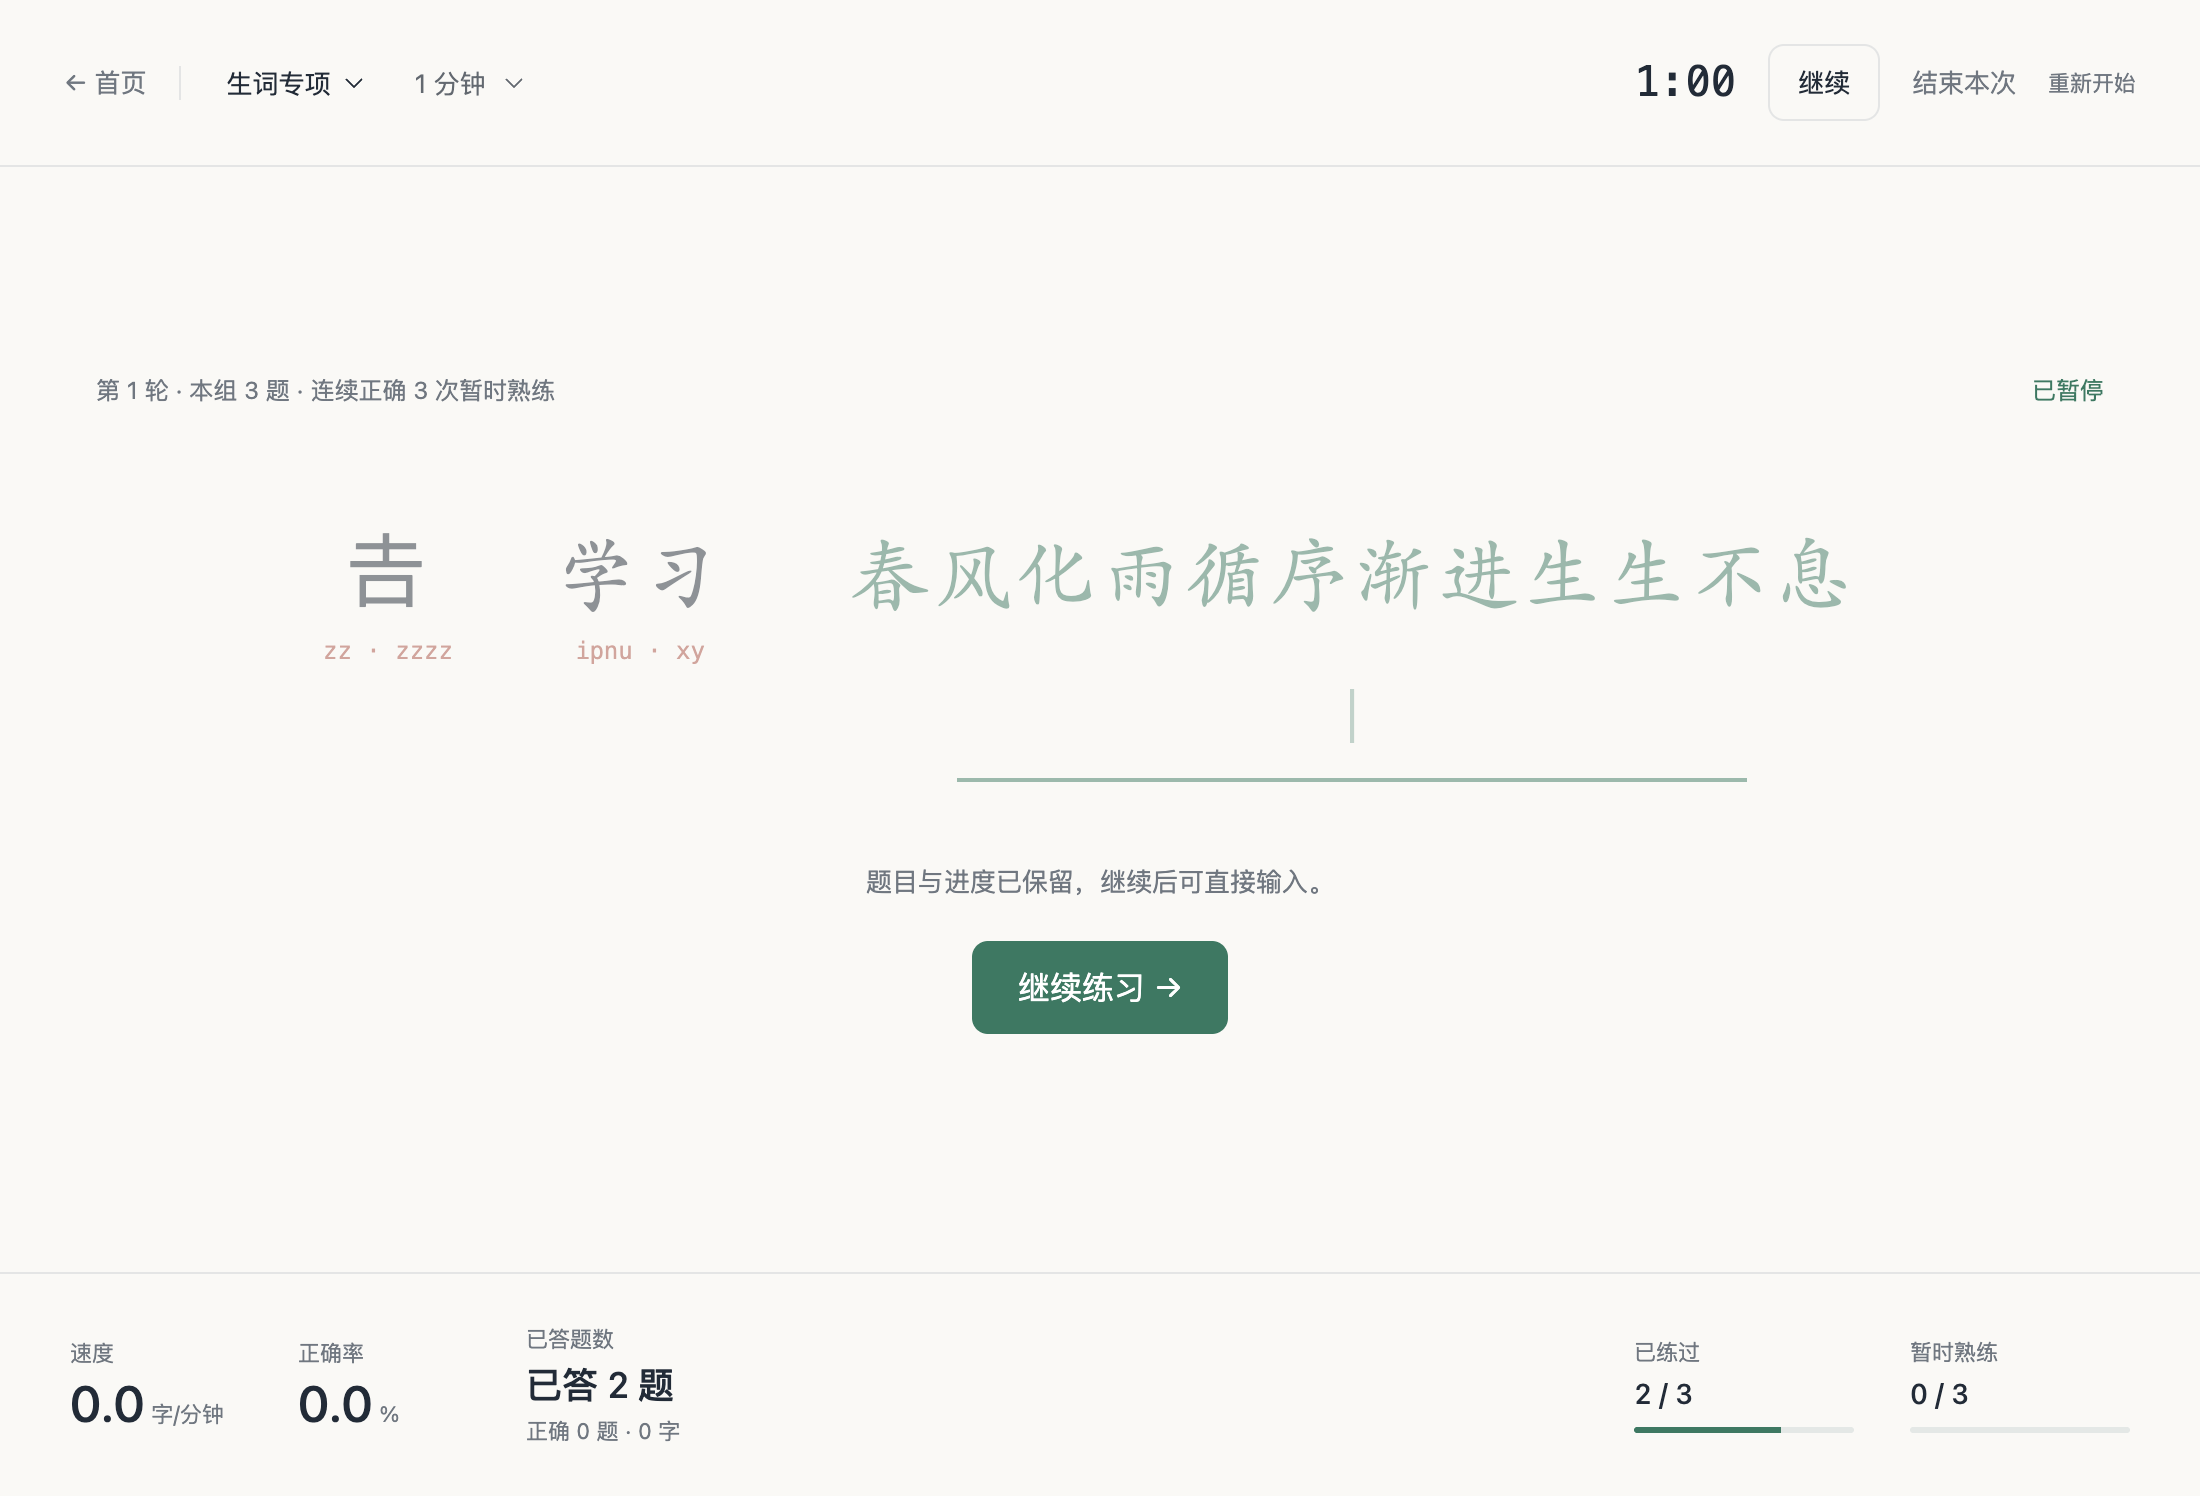 ← 首页 生词专项 1 分钟 1:00 继续 结束本次 重新开始
第 1 轮 · 本组 3 题 · 连续正确 3 次暂时熟练 已暂停
𠮷 学习 春风化雨循序渐进生生不息
zz · zzzz ipnu · xy
题目与进度已保留，继续后可直接输入。
继续练习 →
速度 正确率 已答题数 已练过 暂时熟练
0.0 字/分钟 0.0 % 已答 2 题 2 / 3 0 / 3
正确 0 题 · 0 字